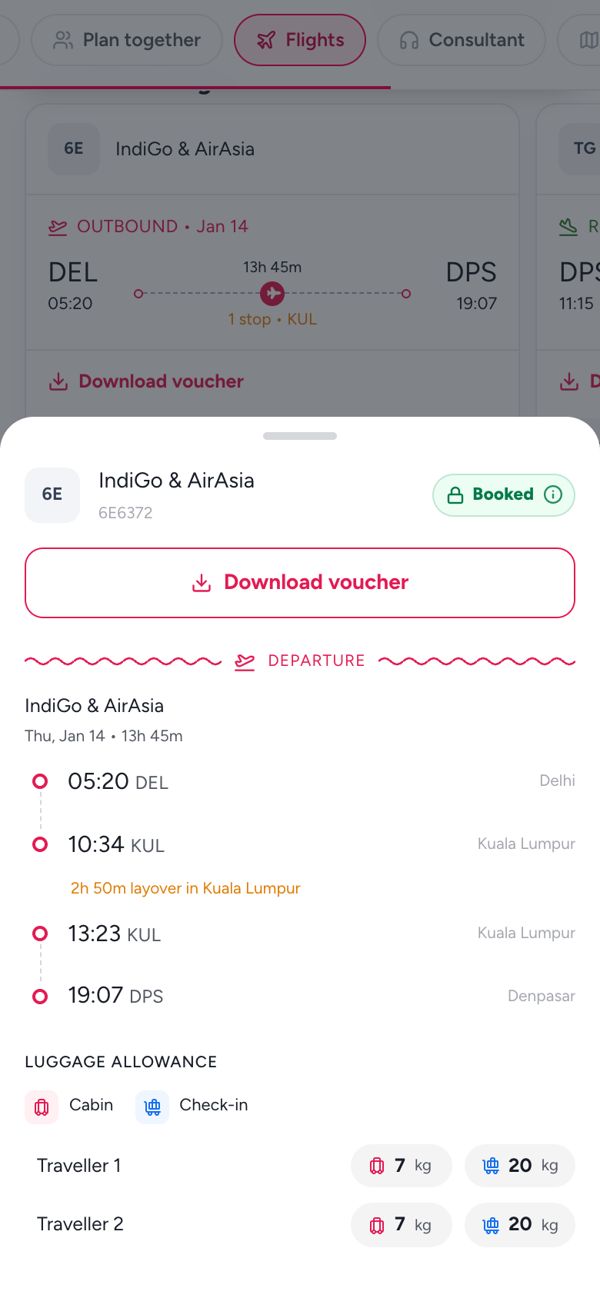 Plan together Flights Consultant
6E IndiGo & AirAsia TG
OUTBOUND • Jan 14 R
13h 45m
DEL DPS DPS
05:20 19:07 11:15
1 stop • KUL
Download voucher D
6E IndiGo & AirAsia
6E6372
Booked
Download voucher
DEPARTURE
IndiGo & AirAsia
Thu, Jan 14 • 13h 45m
05:20 DEL Delhi
10:34 KUL Kuala Lumpur
2h 50m layover in Kuala Lumpur
13:23 KUL Kuala Lumpur
19:07 DPS Denpasar
LUGGAGE ALLOWANCE
Cabin Check-in
Traveller 1 7 kg 20 kg
Traveller 2 7 kg 20 kg